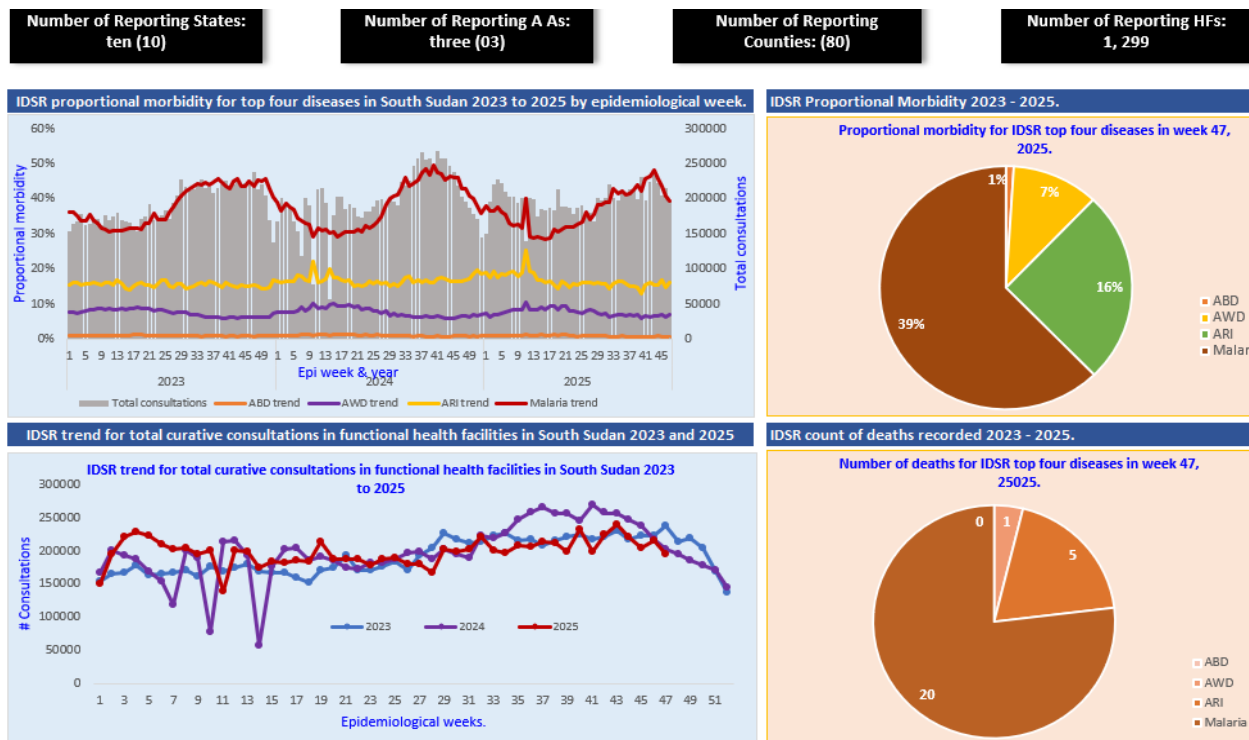 Number of Reporting States:
ten (10)
Number of Reporting A As:
three (03)
Number of Reporting
Counties: (80)
Number of Reporting HFs:
1, 299
IDSR proportional morbidity for top four diseases in South Sudan 2023 to 2025 by epidemiological week.
60%
50%
40%
30%
20%
10%
0%
Proportional morbidity
300000
250000
200000
150000
100000
50000
0
Total consultations
1 5 9 13 17 21 25 29 33 37 41 45 49 1 5 9 13 17 21 25 29 33 37 41 45 49 1 5 9 13 17 21 25 29 33 37 41 45
2023 2024 2025
Epi week & year
Total consultations ABD trend AWD trend ARI trend Malaria trend
IDSR Proportional Morbidity 2023 - 2025.
Proportional morbidity for IDSR top four diseases in week 47,
2025.
1%
7%
16%
39%
ABD
AWD
ARI
Malar
IDSR trend for total curative consultations in functional health facilities in South Sudan 2023 and 2025
IDSR trend for total curative consultations in functional health facilities in South Sudan 2023
to 2025
300000
250000
200000
150000
100000
50000
0
# Consultations
2023 2024 2025
1 3 5 7 9 11 13 15 17 19 21 23 25 27 29 31 33 35 37 39 41 43 45 47 49 51
Epidemiological weeks.
IDSR count of deaths recorded 2023 - 2025.
Number of deaths for IDSR top four diseases in week 47,
25025.
0
1
5
20
ABD
AWD
ARI
Malaria